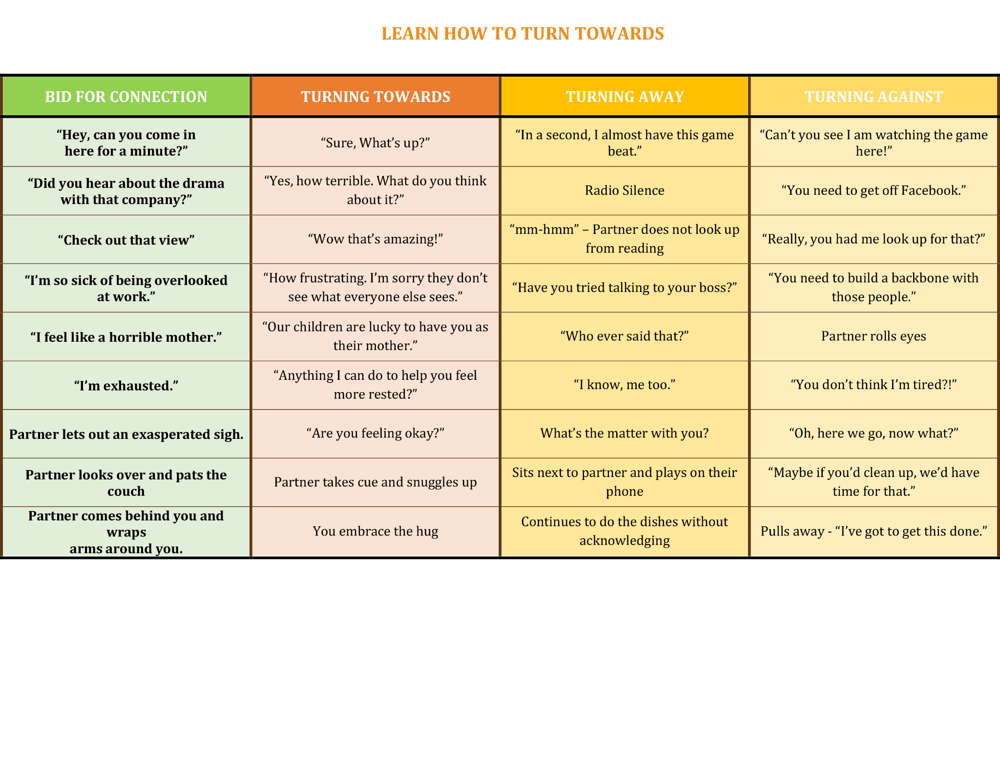 LEARN HOW TO TURN TOWARDS
BID FOR CONNECTION
TURNING TOWARDS
TURNING AWAY
TURNING AGAINST
“Hey, can you come in
here for a minute?”
“Sure, What’s up?”
“In a second, I almost have this game
beat.”
“Can’t you see I am watching the game
here!”
“Did you hear about the drama
with that company?”
“Yes, how terrible. What do you think
about it?”
Radio Silence
“You need to get off Facebook.”
“Check out that view”
“Wow that’s amazing!”
“mm-hmm” – Partner does not look up
from reading
“Really, you had me look up for that?”
“I’m so sick of being overlooked
at work.”
“How frustrating. I’m sorry they don’t
see what everyone else sees.”
“Have you tried talking to your boss?”
“You need to build a backbone with
those people.”
“I feel like a horrible mother.”
“Our children are lucky to have you as
their mother.”
“Who ever said that?”
Partner rolls eyes
“I’m exhausted.”
“Anything I can do to help you feel
more rested?”
“I know, me too.”
“You don’t think I’m tired?!”
Partner lets out an exasperated sigh.
“Are you feeling okay?”
What’s the matter with you?
“Oh, here we go, now what?”
Partner looks over and pats the
couch
Partner takes cue and snuggles up
Sits next to partner and plays on their
phone
“Maybe if you’d clean up, we’d have
time for that.”
Partner comes behind you and
wraps
arms around you.
You embrace the hug
Continues to do the dishes without
acknowledging
Pulls away - “I’ve got to get this done.”